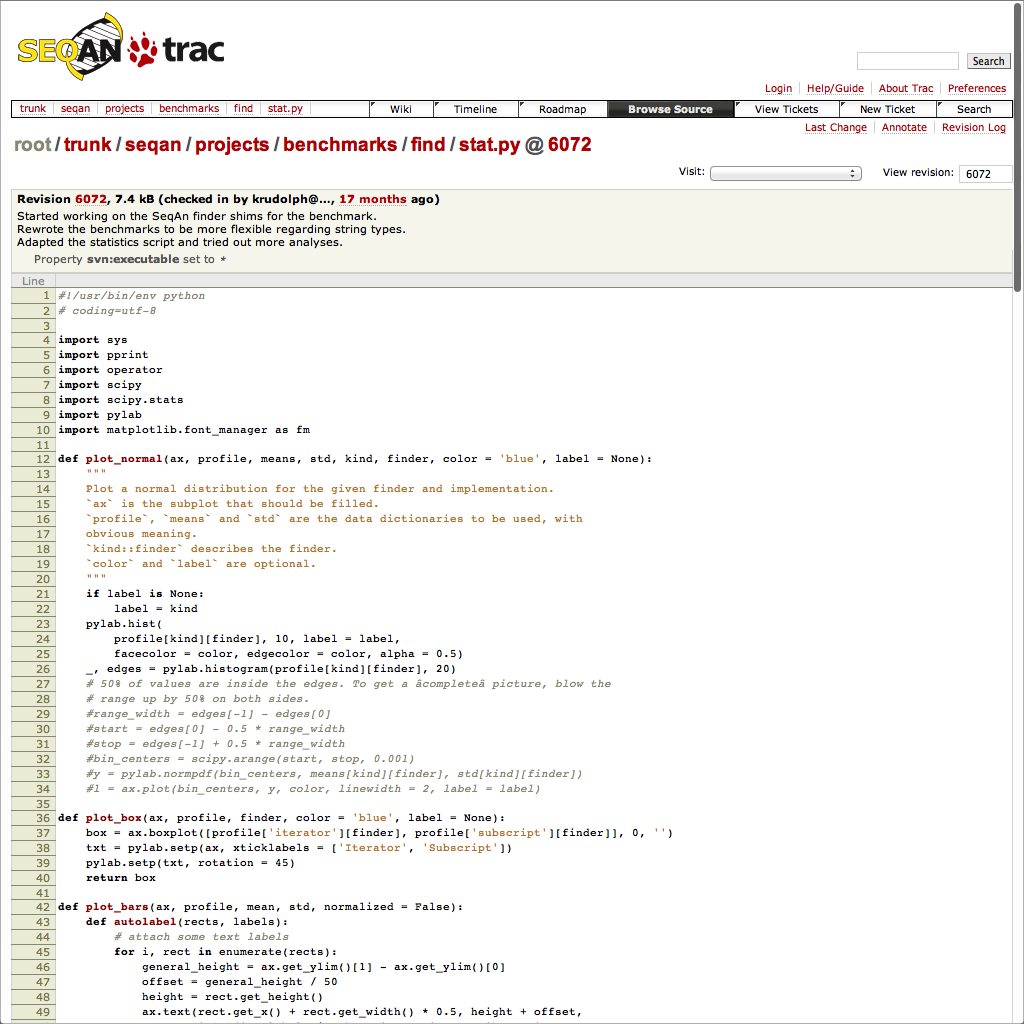 SEQAN trac
Search
Login Help/Guide About Trac Preferences
trunk seqan projects benchmarks find stat.py Wiki Timeline Roadmap Browse Source View Tickets New Ticket Search
Last Change Annotate Revision Log
root / trunk / seqan / projects / benchmarks / find / stat.py @ 6072
Visit: View revision: 6072
Revision 6072, 7.4 kB (checked in by krudolph@..., 17 months ago)
Started working on the SeqAn finder shims for the benchmark.
Rewrote the benchmarks to be more flexible regarding string types.
Adapted the statistics script and tried out more analyses.
Property svn:executable set to *
Line
1 #!/usr/bin/env python
2 # coding=utf-8
3
4 import sys
5 import pprint
6 import operator
7 import scipy
8 import scipy.stats
9 import pylab
10 import matplotlib.font_manager as fm
11
12 def plot_normal(ax, profile, means, std, kind, finder, color = 'blue', label = None):
13     """
14     Plot a normal distribution for the given finder and implementation.
15     `ax` is the subplot that should be filled.
16     `profile`, `means` and `std` are the data dictionaries to be used, with
17     obvious meaning.
18     `kind::finder` describes the finder.
19     `color` and `label` are optional.
20     """
21     if label is None:
22         label = kind
23     pylab.hist(
24         profile[kind][finder], 10, label = label,
25         facecolor = color, edgecolor = color, alpha = 0.5)
26     _, edges = pylab.histogram(profile[kind][finder], 20)
27     # 50% of values are inside the edges. To get a âcompleteâ picture, blow the
28     # range up by 50% on both sides.
29     #range_width = edges[-1] - edges[0]
30     #start = edges[0] - 0.5 * range_width
31     #stop = edges[-1] + 0.5 * range_width
32     #bin_centers = scipy.arange(start, stop, 0.001)
33     #y = pylab.normpdf(bin_centers, means[kind][finder], std[kind][finder])
34     #l = ax.plot(bin_centers, y, color, linewidth = 2, label = label)
35
36 def plot_box(ax, profile, finder, color = 'blue', label = None):
37     box = ax.boxplot([profile['iterator'][finder], profile['subscript'][finder]], 0, '')
38     txt = pylab.setp(ax, xticklabels = ['Iterator', 'Subscript'])
39     pylab.setp(txt, rotation = 45)
40     return box
41
42 def plot_bars(ax, profile, mean, std, normalized = False):
43     def autolabel(rects, labels):
44         # attach some text labels
45         for i, rect in enumerate(rects):
46             general_height = ax.get_ylim()[1] - ax.get_ylim()[0]
47             offset = general_height / 50
48             height = rect.get_height()
49             ax.text(rect.get_x() + rect.get_width() * 0.5, height + offset,